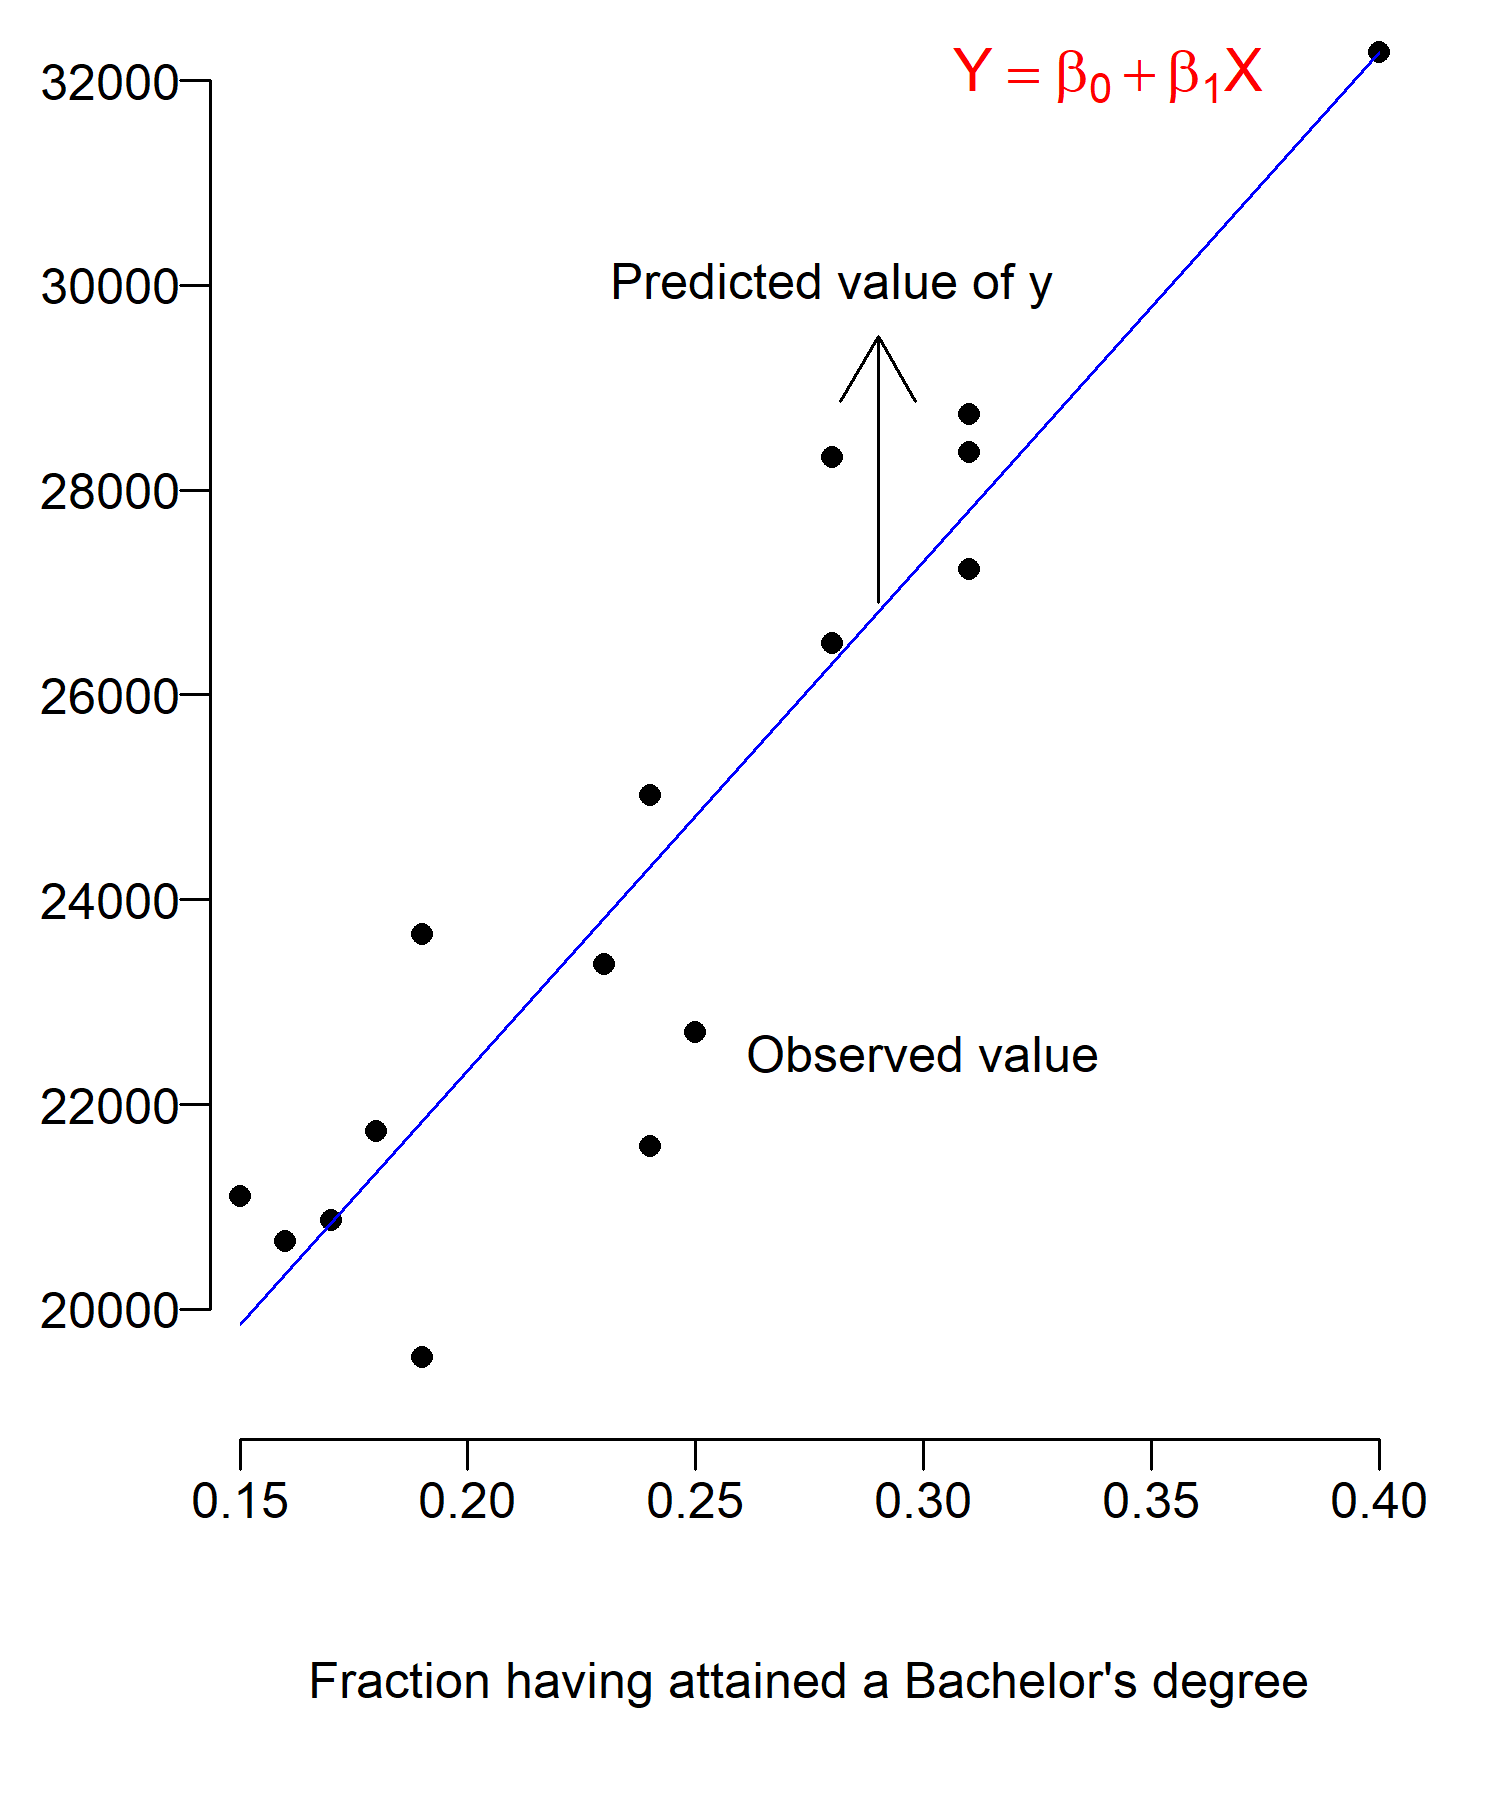 Y = β0 + β1X
32000
30000
28000
26000
24000
22000
20000
Predicted value of y
Observed value
0.15 0.20 0.25 0.30 0.35 0.40
Fraction having attained a Bachelor's degree